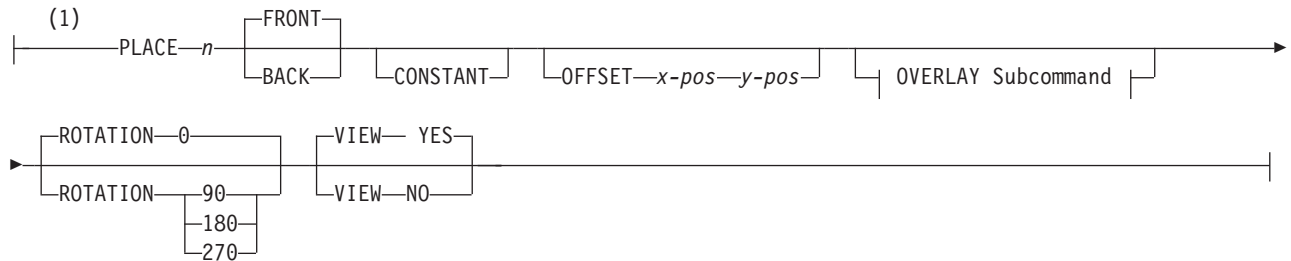 (1)
FRONT
PLACE n
BACK
CONSTANT
OFFSET x-pos y-pos
OVERLAY Subcommand
ROTATION 0
ROTATION 90
180
270
VIEW YES
VIEW NO